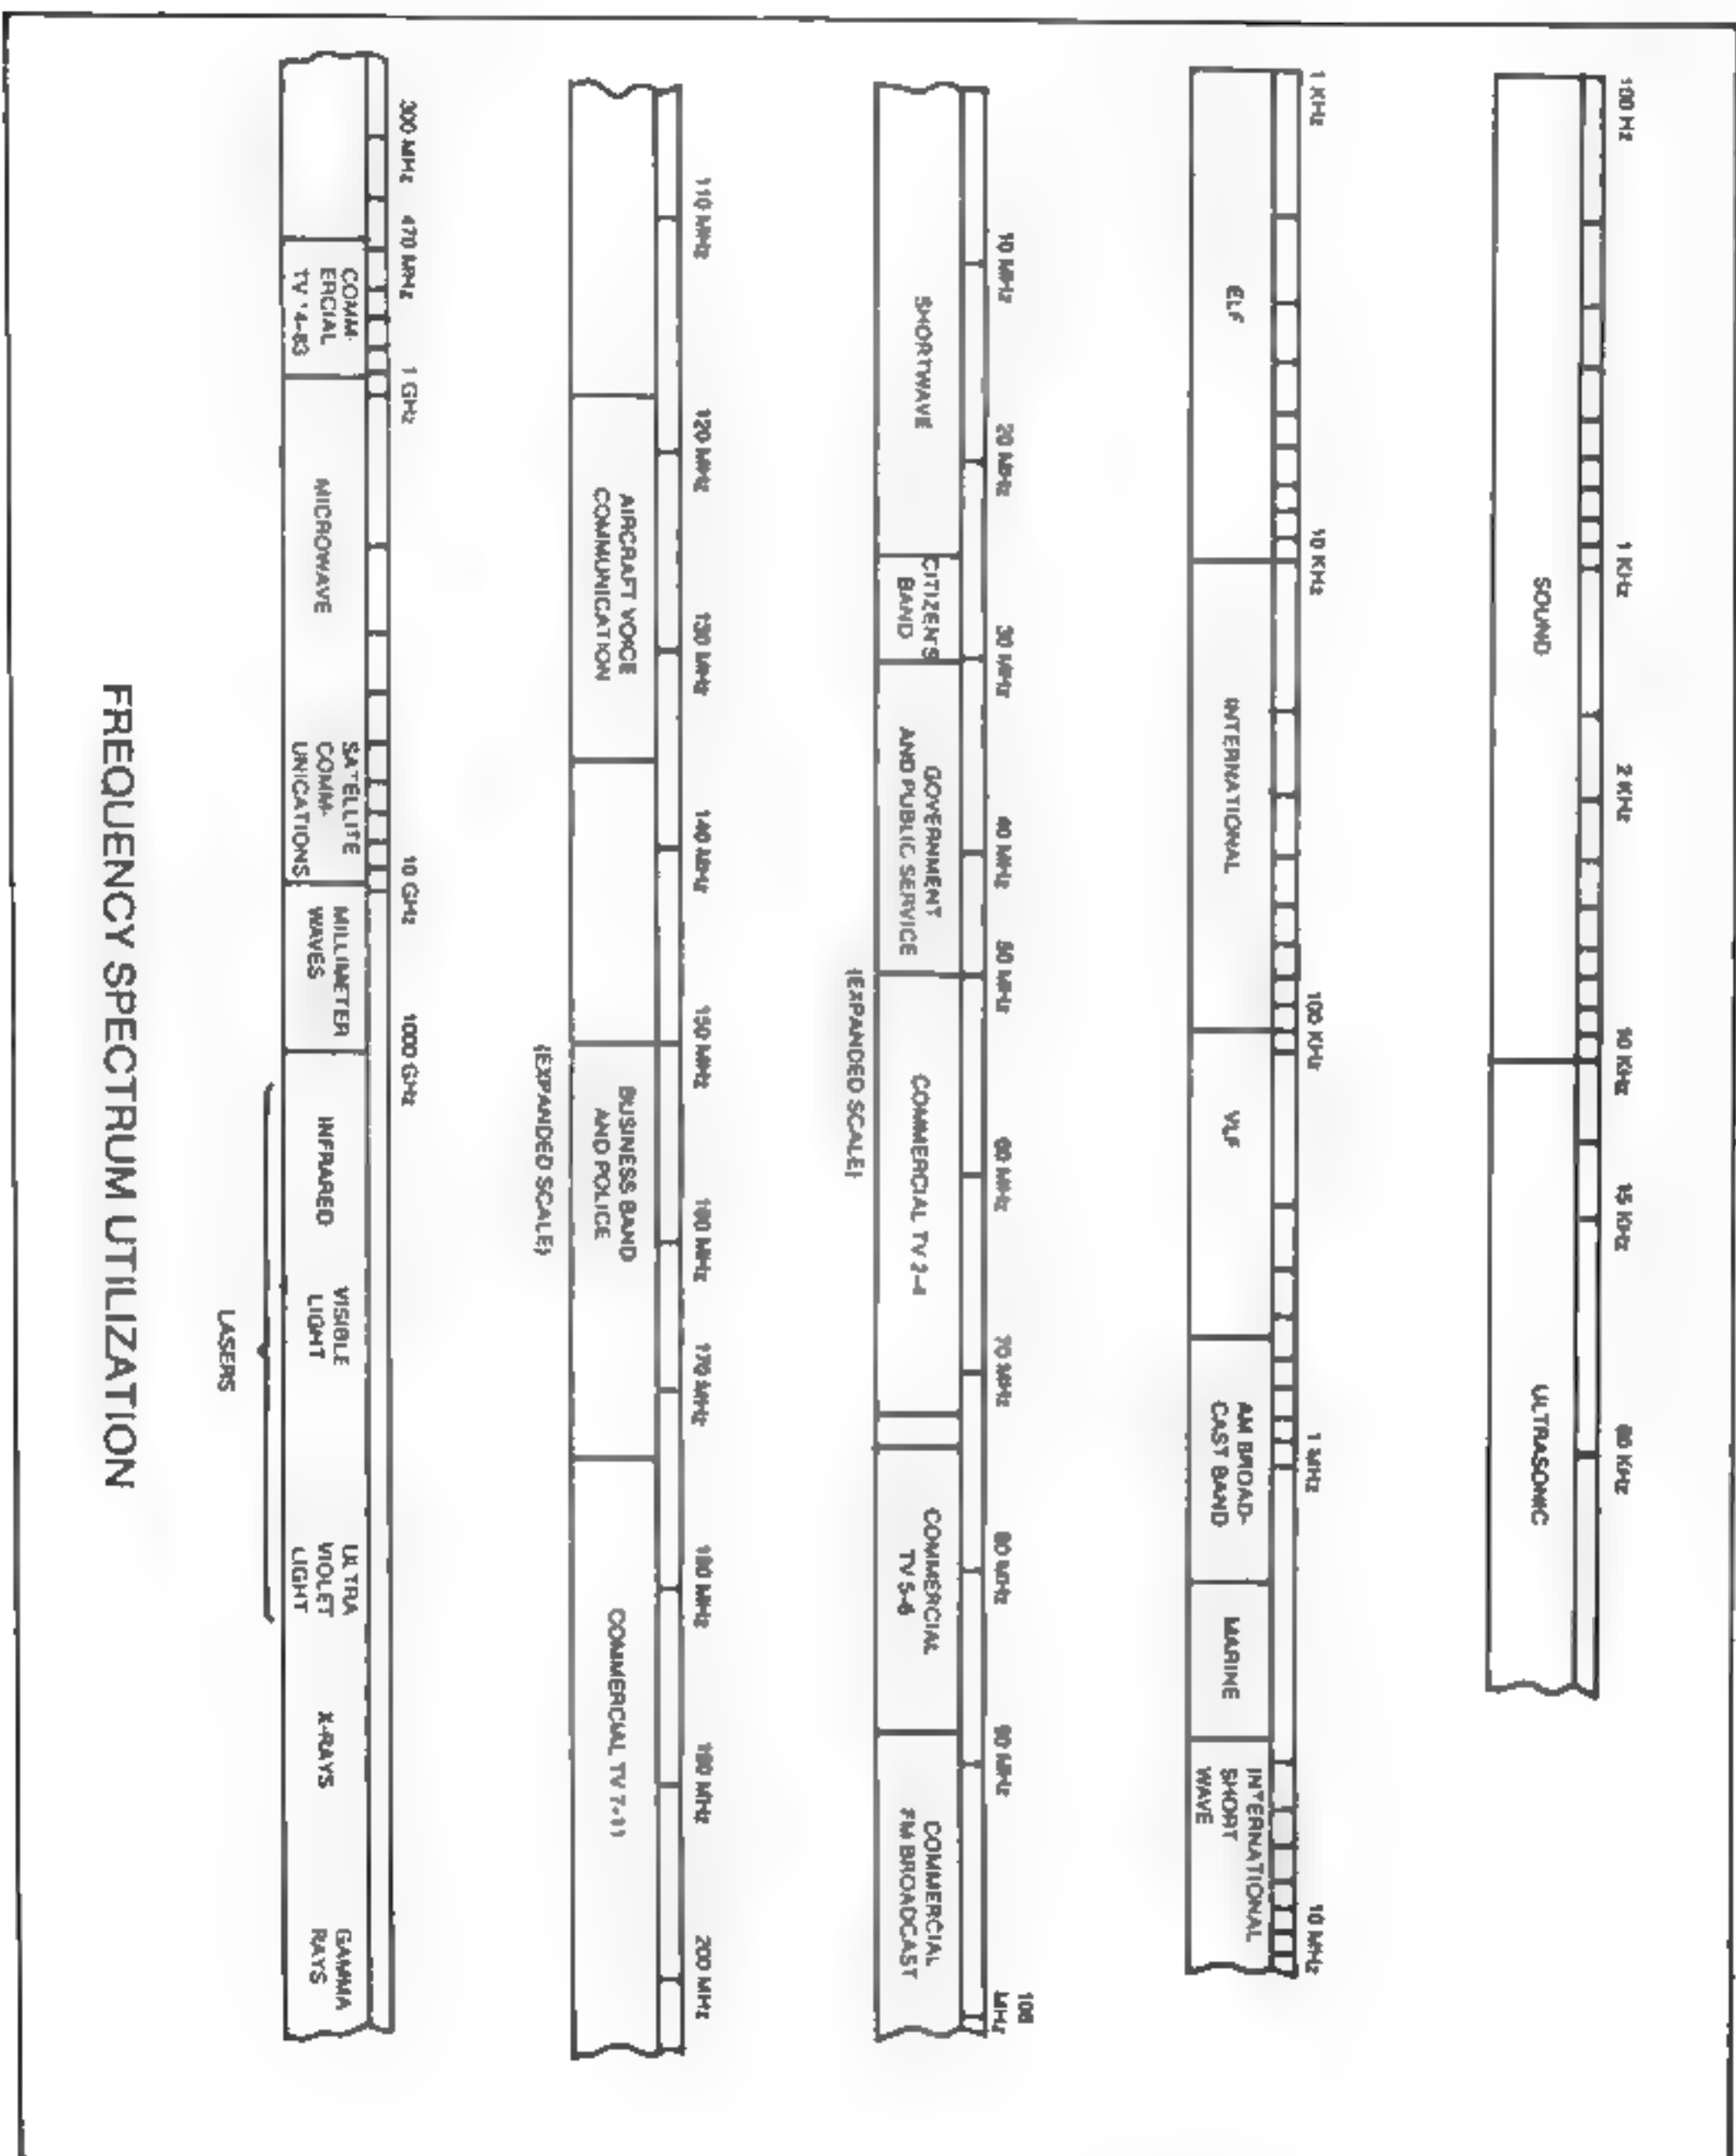 100 Hz 1 KHz 2 KHz 10 KHz 15 KHz
SOUND ULTRASONIC
1 KHz 10 KHz 100 KHz 1 MHz 10 MHz
ELF INTERNATIONAL VLF AM BROAD-
CAST BAND
MARINE INTERNATIONAL
SHORT
WAVE
10 MHz 20 MHz 30 MHz 40 MHz 50 MHz 60 MHz 70 MHz 80 MHz 90 MHz 108
MHz
SHORTWAVE
CITIZENS
BAND
GOVERNMENT
AND PUBLIC SERVICE
COMMERCIAL TV 2-4
COMMERCIAL
TV 5-6
COMMERCIAL
FM BROADCAST
(EXPANDED SCALE)
110 MHz 120 MHz 130 MHz 140 MHz 150 MHz 160 MHz 170 MHz 180 MHz 190 MHz 200 MHz
AIRCRAFT VOICE
COMMUNICATION
BUSINESS BAND
AND POLICE
COMMERCIAL TV 7-11
(EXPANDED SCALE)
300 MHz 470 MHz 1 GHz 10 GHz 1000 GHz
COMM-
ERCIAL
TV 14-83
MICROWAVE
SATELLITE
COMM-
UNICATIONS
MILLIMETER
WAVES
INFRARED
VISIBLE
LIGHT
ULTRA
VIOLET
LIGHT
X-RAYS
GAMMA
RAYS
LASERS
FREQUENCY SPECTRUM UTILIZATION